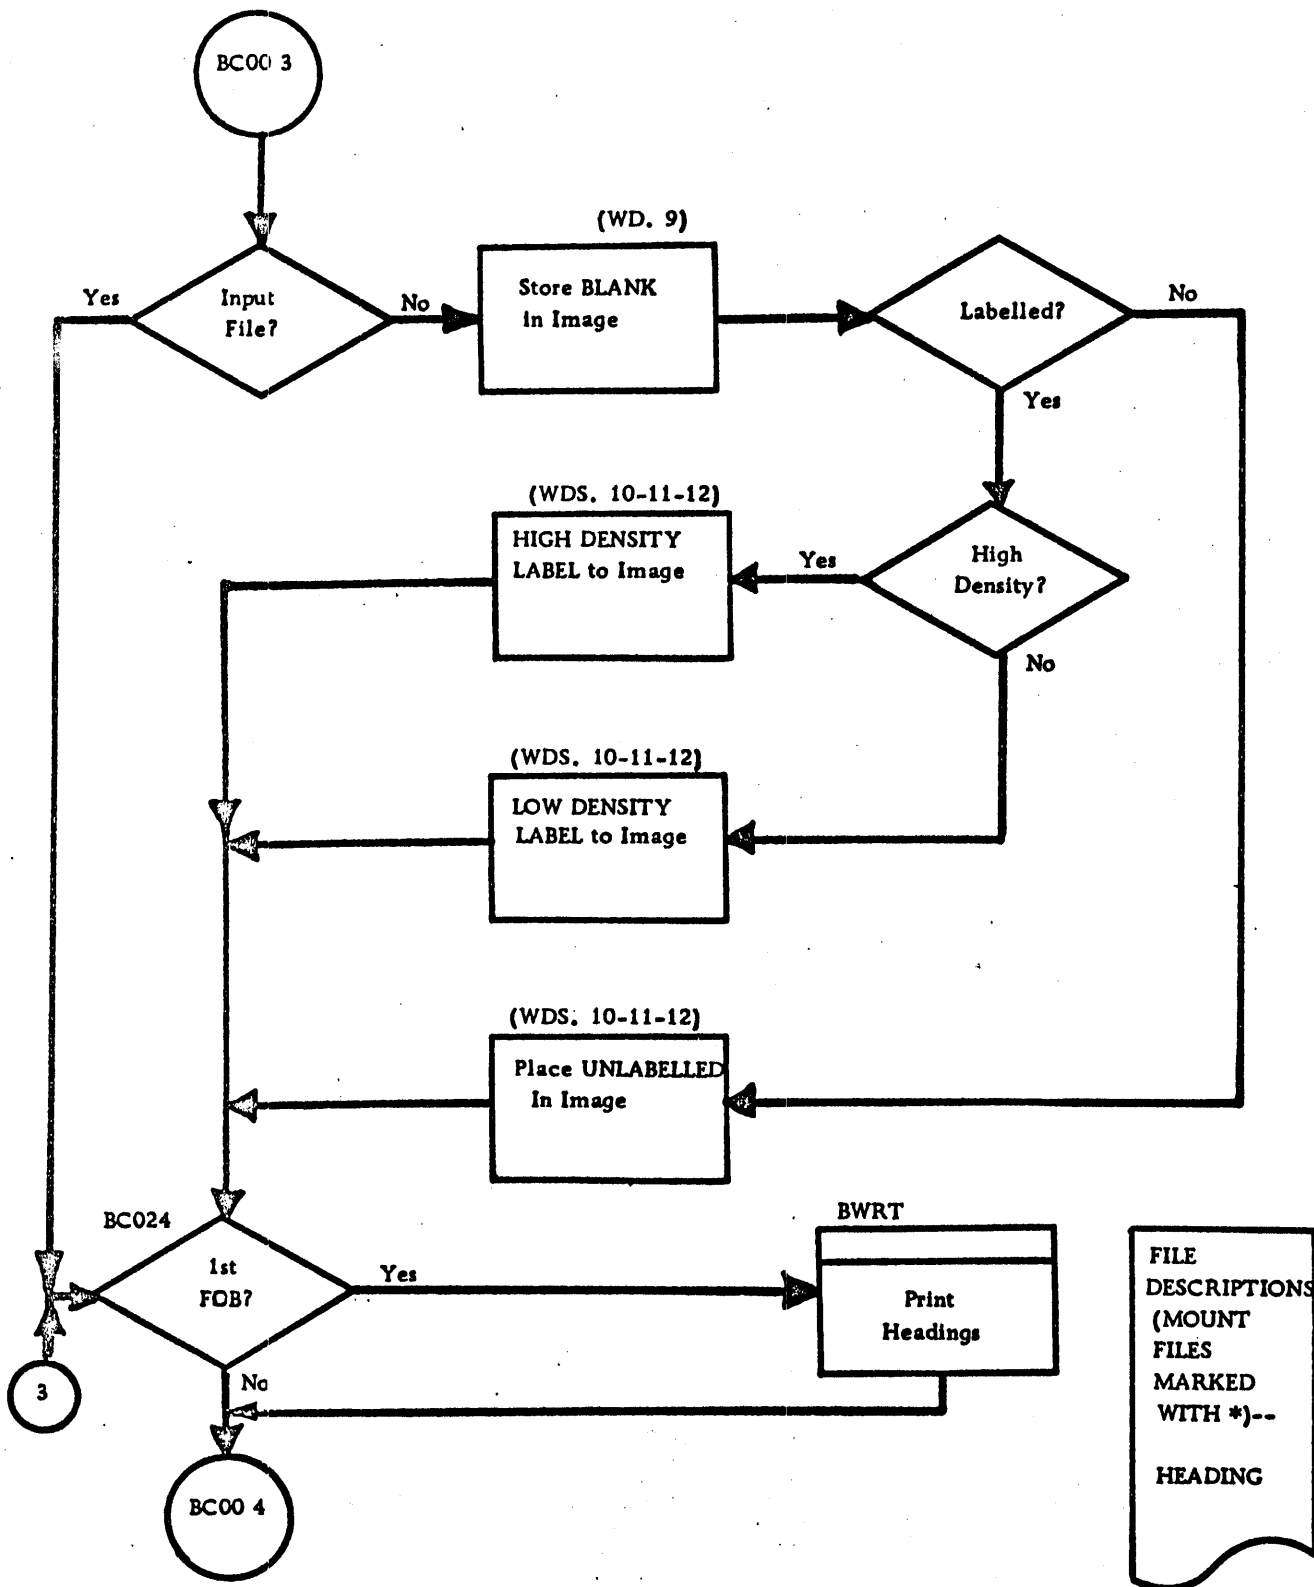 BC00 3
(WD. 9)
Yes
Input
File?
No
Store BLANK
in Image
Labelled?
No
Yes
(WDS. 10-11-12)
HIGH DENSITY
LABEL to Image
Yes
High
Density?
No
(WDS. 10-11-12)
LOW DENSITY
LABEL to Image
(WDS. 10-11-12)
Place UNLABELLED
In Image
BC024
1st
FOB?
Yes
BWRT
Print
Headings
FILE
DESCRIPTIONS
(MOUNT
FILES
MARKED
WITH *)--
HEADING
3
No
BC00 4